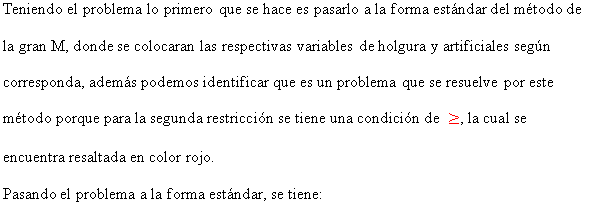 Teniendo el problema lo primero que se hace es pasarlo a la forma estándar del método de
la gran M, donde se colocaran las respectivas variables de holgura y artificiales según
corresponda, además podemos identificar que es un problema que se resuelve por este
método porque para la segunda restricción se tiene una condición de ≥, la cual se
encuentra resaltada en color rojo.
Pasando el problema a la forma estándar, se tiene: